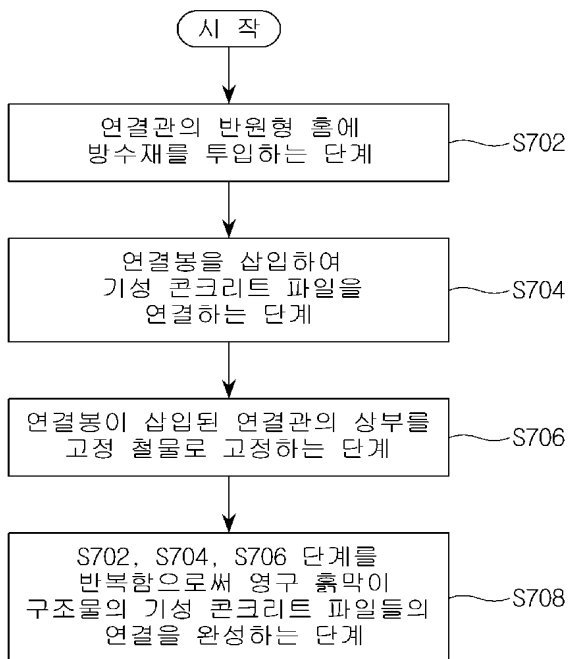 시 작
연결관의 반원형 홈에
방수재를 투입하는 단계
S702
연결봉을 삽입하여
기성 콘크리트 파일을
연결하는 단계
S704
연결봉이 삽입된 연결관의 상부를
고정 철물로 고정하는 단계
S706
S702, S704, S706 단계를
반복함으로써 영구 흙막이
구조물의 기성 콘크리트 파일들의
연결을 완성하는 단계
S708